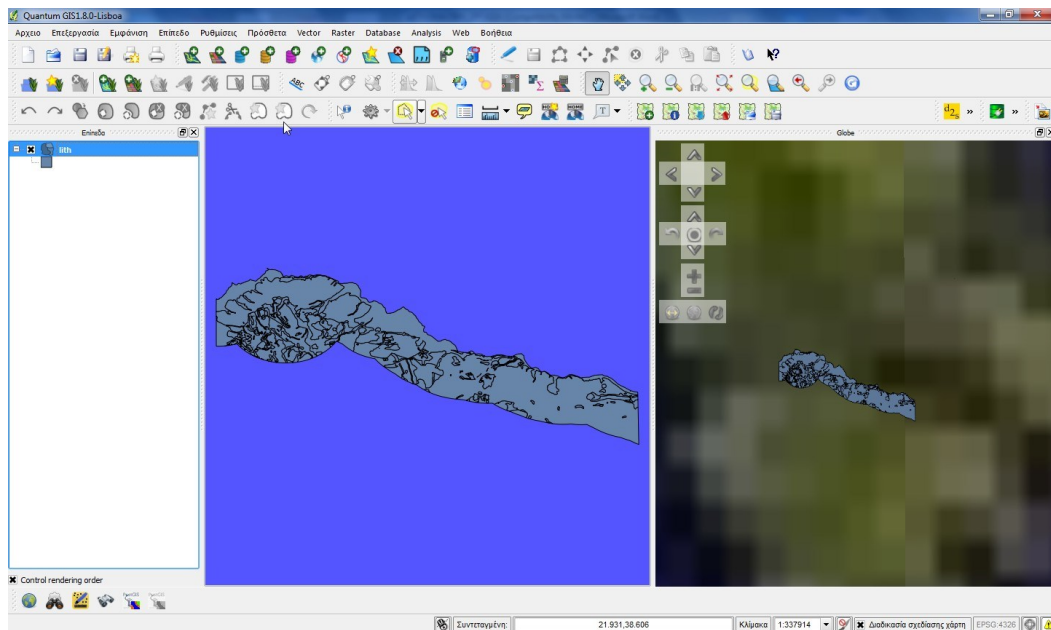 Quantum GIS1.8.0-Lisboa
Αρχειο Επεξεργασία Εμφάνιση Επίπεδο Ρυθμίσεις Πρόσθετα Vector Raster Database Analysis Web Βοήθεια
Επίπεδα
Globe
lith
Control rendering order
Συντεταγμένη: 21.931,38.606 Κλίμακα 1:337914 Διαδικασία σχεδίασης χάρτη EPSG:4326